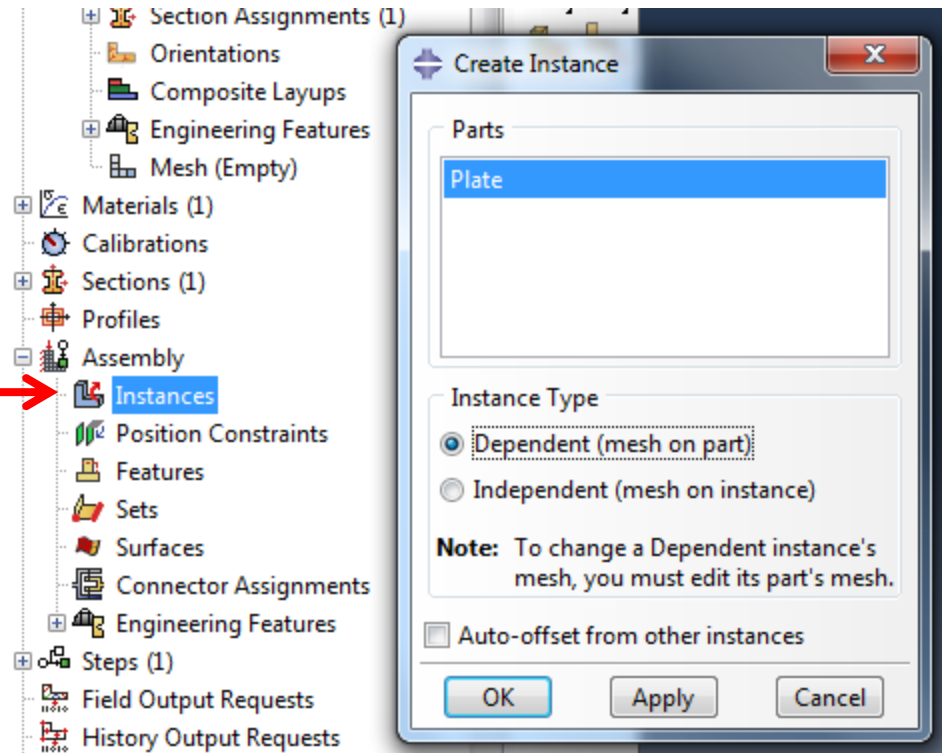 Section Assignments (1)
Orientations
Composite Layups
Engineering Features
Mesh (Empty)
Materials (1)
Calibrations
Sections (1)
Profiles
Assembly
Instances
Position Constraints
Features
Sets
Surfaces
Connector Assignments
Engineering Features
Steps (1)
Field Output Requests
History Output Requests
Create Instance
Parts
Plate
Instance Type
Dependent (mesh on part)
Independent (mesh on instance)
Note: To change a Dependent instance's
mesh, you must edit its part's mesh.
Auto-offset from other instances
OK Apply Cancel